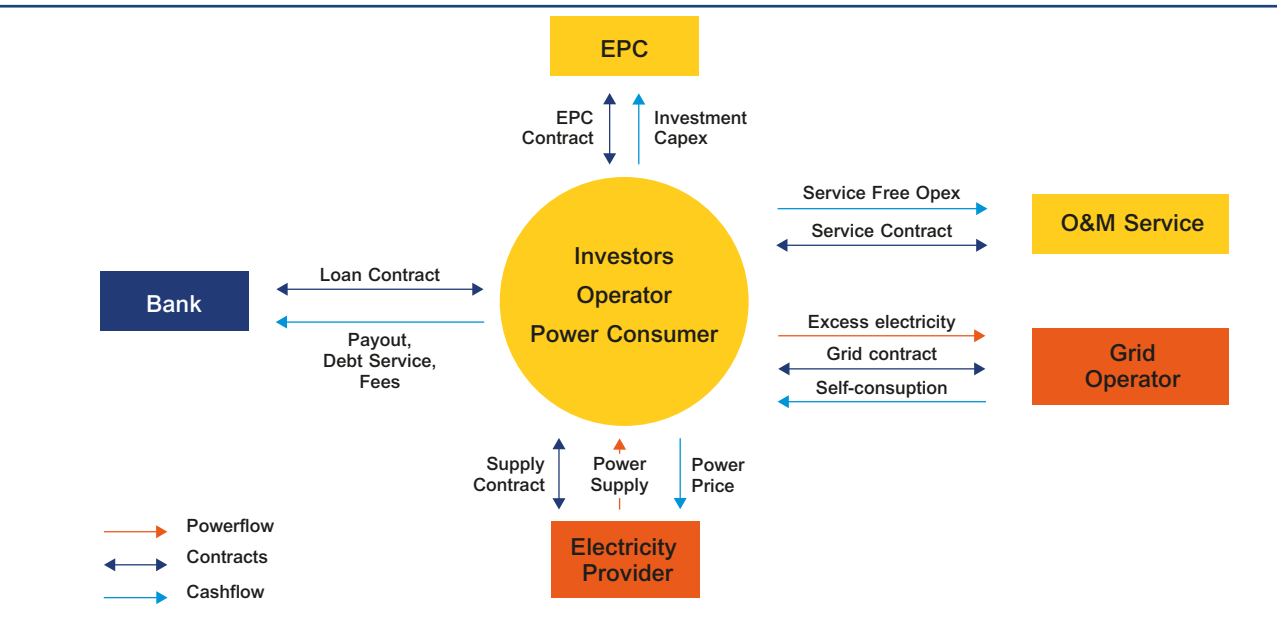 EPC
EPC
Contract
Investment
Capex
Service Free Opex
O&M Service
Service Contract
Investors
Operator
Power Consumer
Loan Contract
Bank
Payout,
Debt Service,
Fees
Excess electricity
Grid contract
Self-consuption
Grid
Operator
Supply
Contract
Power
Supply
Power
Price
Electricity
Provider
Powerflow
Contracts
Cashflow